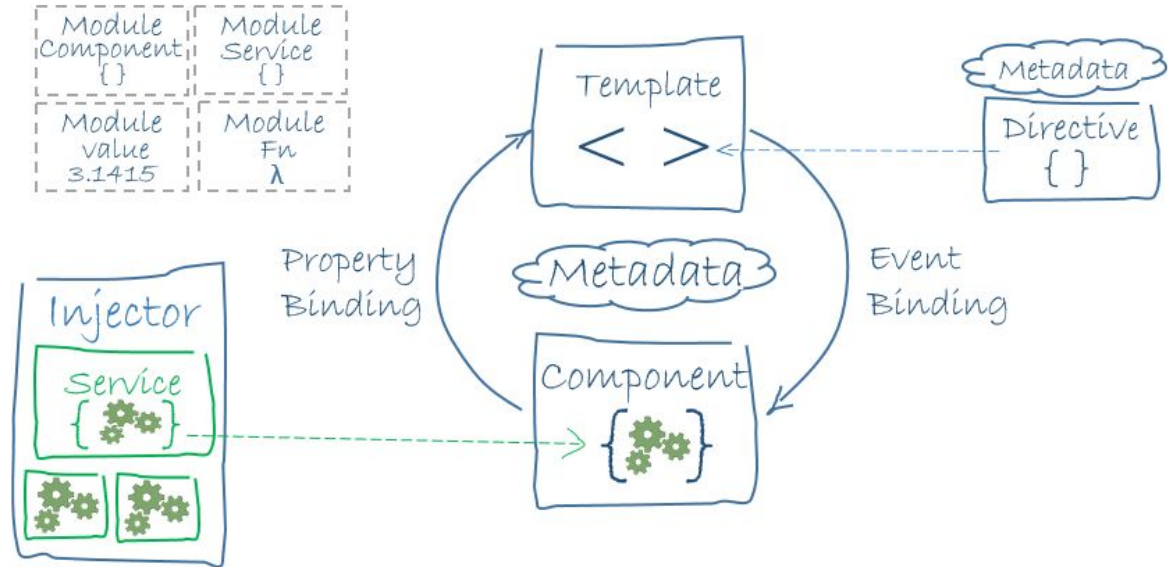 Module
Component
{ }
Module
Service
{ }
Module
value
3.1415
Module
Fn
λ
Template
< >
Metadata
Directive
{ }
Property
Binding
Metadata
Event
Binding
Injector
Service
{ }
Component
{ }